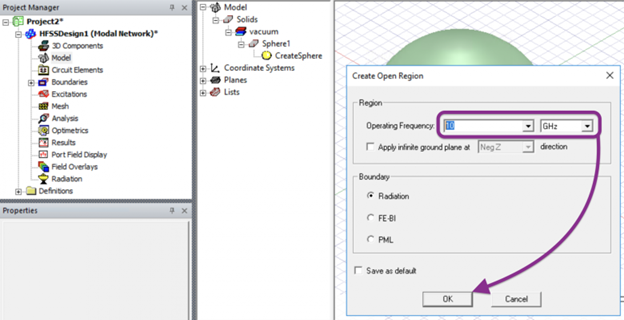 Project Manager
Project2*
HFSSDesign1 (Modal Network)*
3D Components
Model
Circuit Elements
Boundaries
Excitations
Mesh
Analysis
Optimetrics
Results
Port Field Display
Field Overlays
Radiation
Definitions
Properties
Model
Solids
vacuum
Sphere1
CreateSphere
Coordinate Systems
Planes
Lists
Create Open Region
Region
Operating Frequency: 10 GHz
Apply infinite ground plane at Neg Z direction
Boundary
Radiation
FE-BI
PML
Save as default
OK Cancel